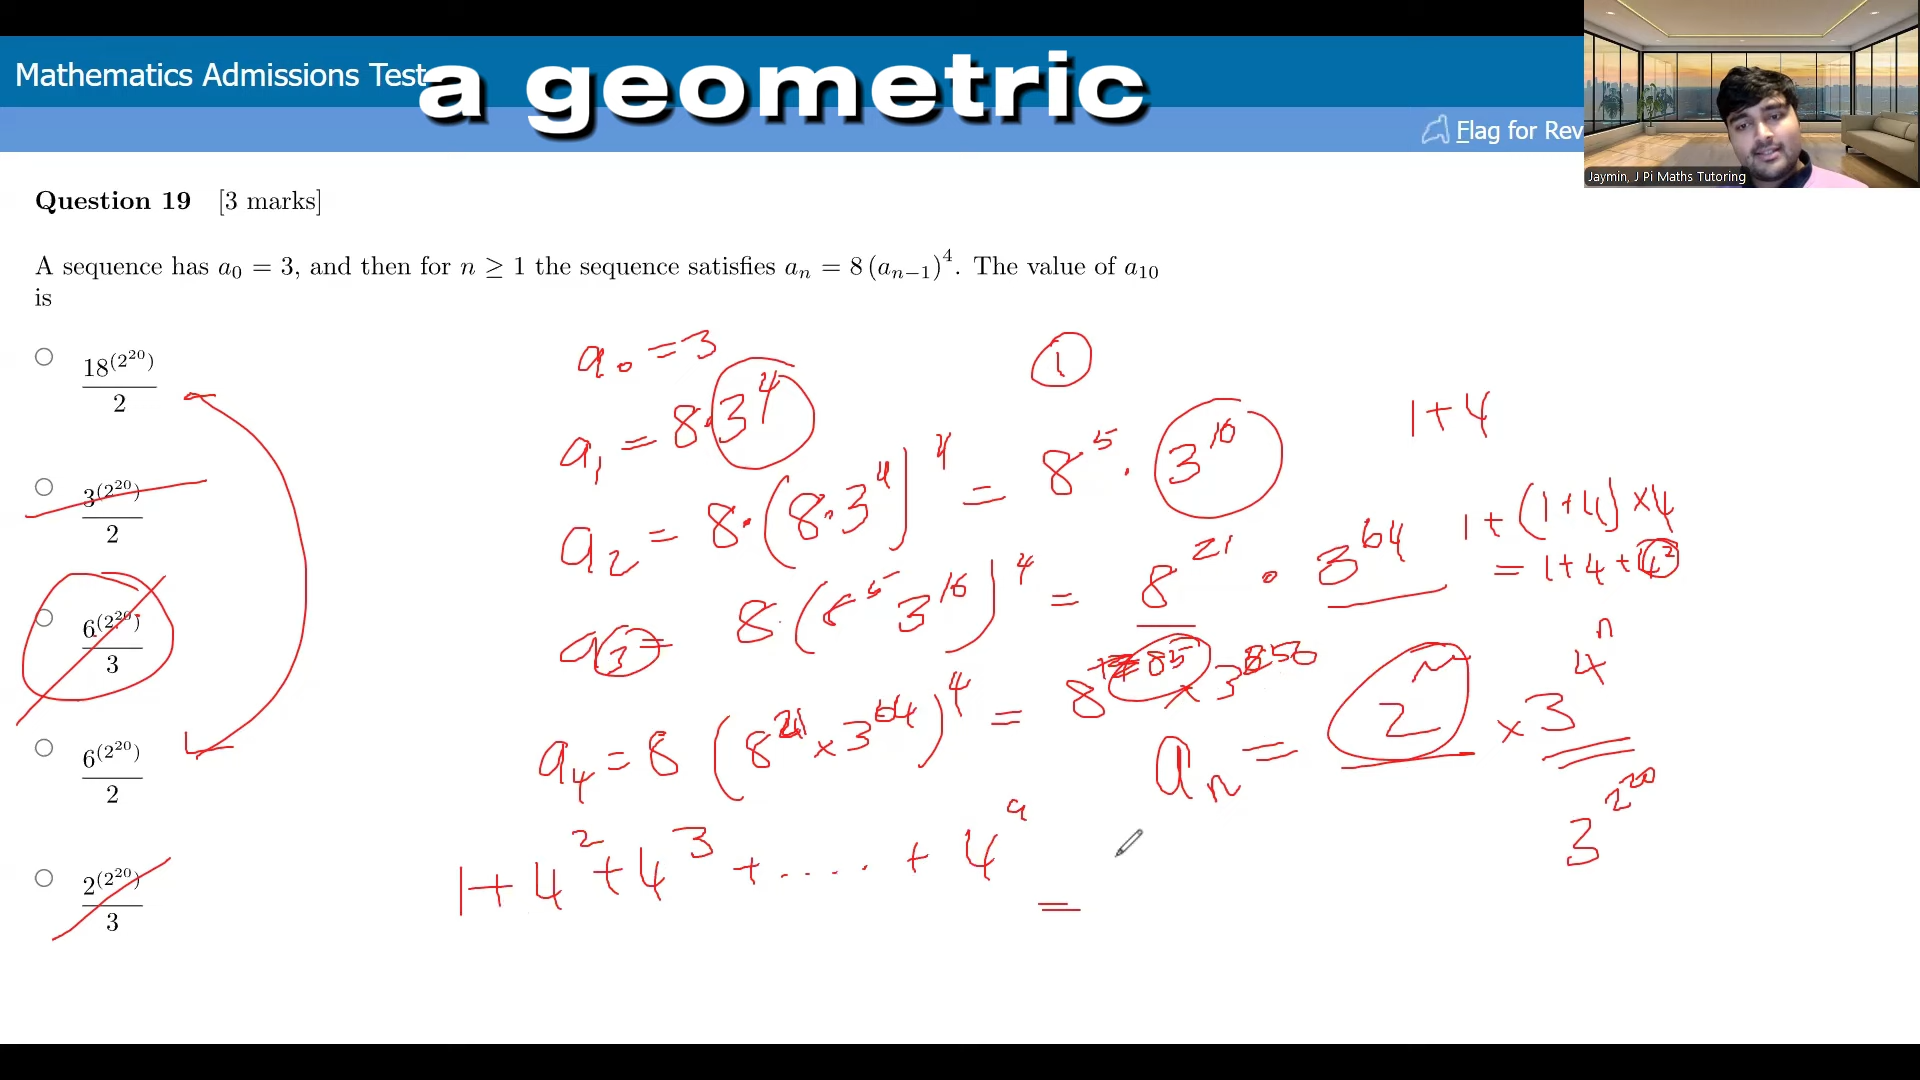 Mathematics Admissions Test
a geometric
Flag for Rev
Jaymin, J Pi Maths Tutoring
Question 19 [3 marks]
A sequence has a₀ = 3, and then for n ≥ 1 the sequence satisfies aₙ = 8 (aₙ₋₁)⁴. The value of a₁₀
is
18^(2^20) / 2
3^(2^20) / 2
6^(2^20) / 3
6^(2^20) / 2
2^(2^20) / 3
a₀ = 3
1
a₁ = 8·3⁴
1+4
a₂ = 8·(8·3⁴)⁴ = 8⁵·3¹⁶
1+(1+4)×4
= 1+4+4²
a₃ = 8·(8⁵3¹⁶)⁴ = 8²¹·3⁶⁴
a₄ = 8(8²¹×3⁶⁴)⁴ = 8⁸⁵×3²⁵⁶
aₙ = 2^~ ×3^4^n
3^2^20
1+4²+4³+.....+4⁹ =